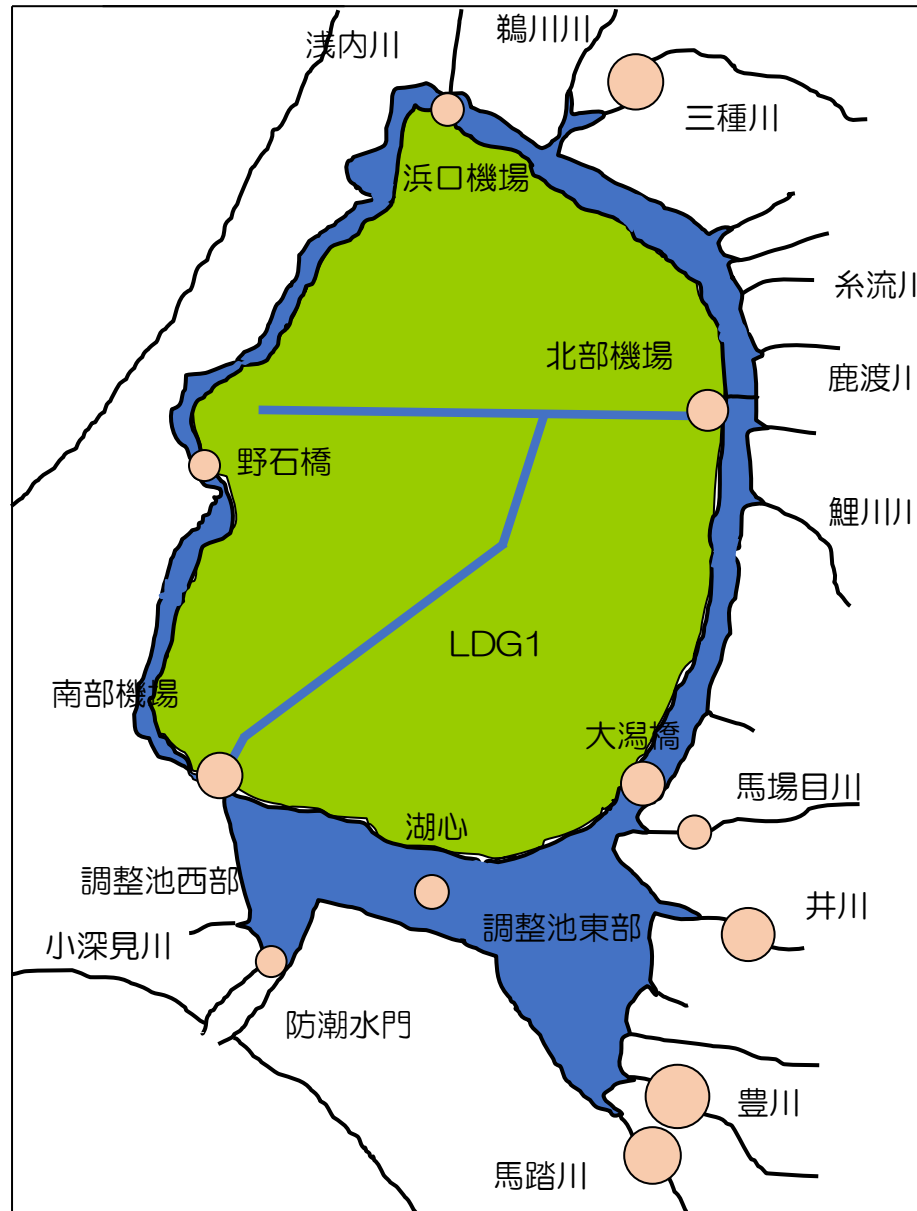 鵜川川
浅内川
三種川
浜口機場
糸流川
北部機場
鹿渡川
野石橋
鯉川川
LDG1
南部機場
大潟橋
馬場目川
湖心
調整池西部
井川
調整池東部
小深見川
防潮水門
豊川
馬踏川